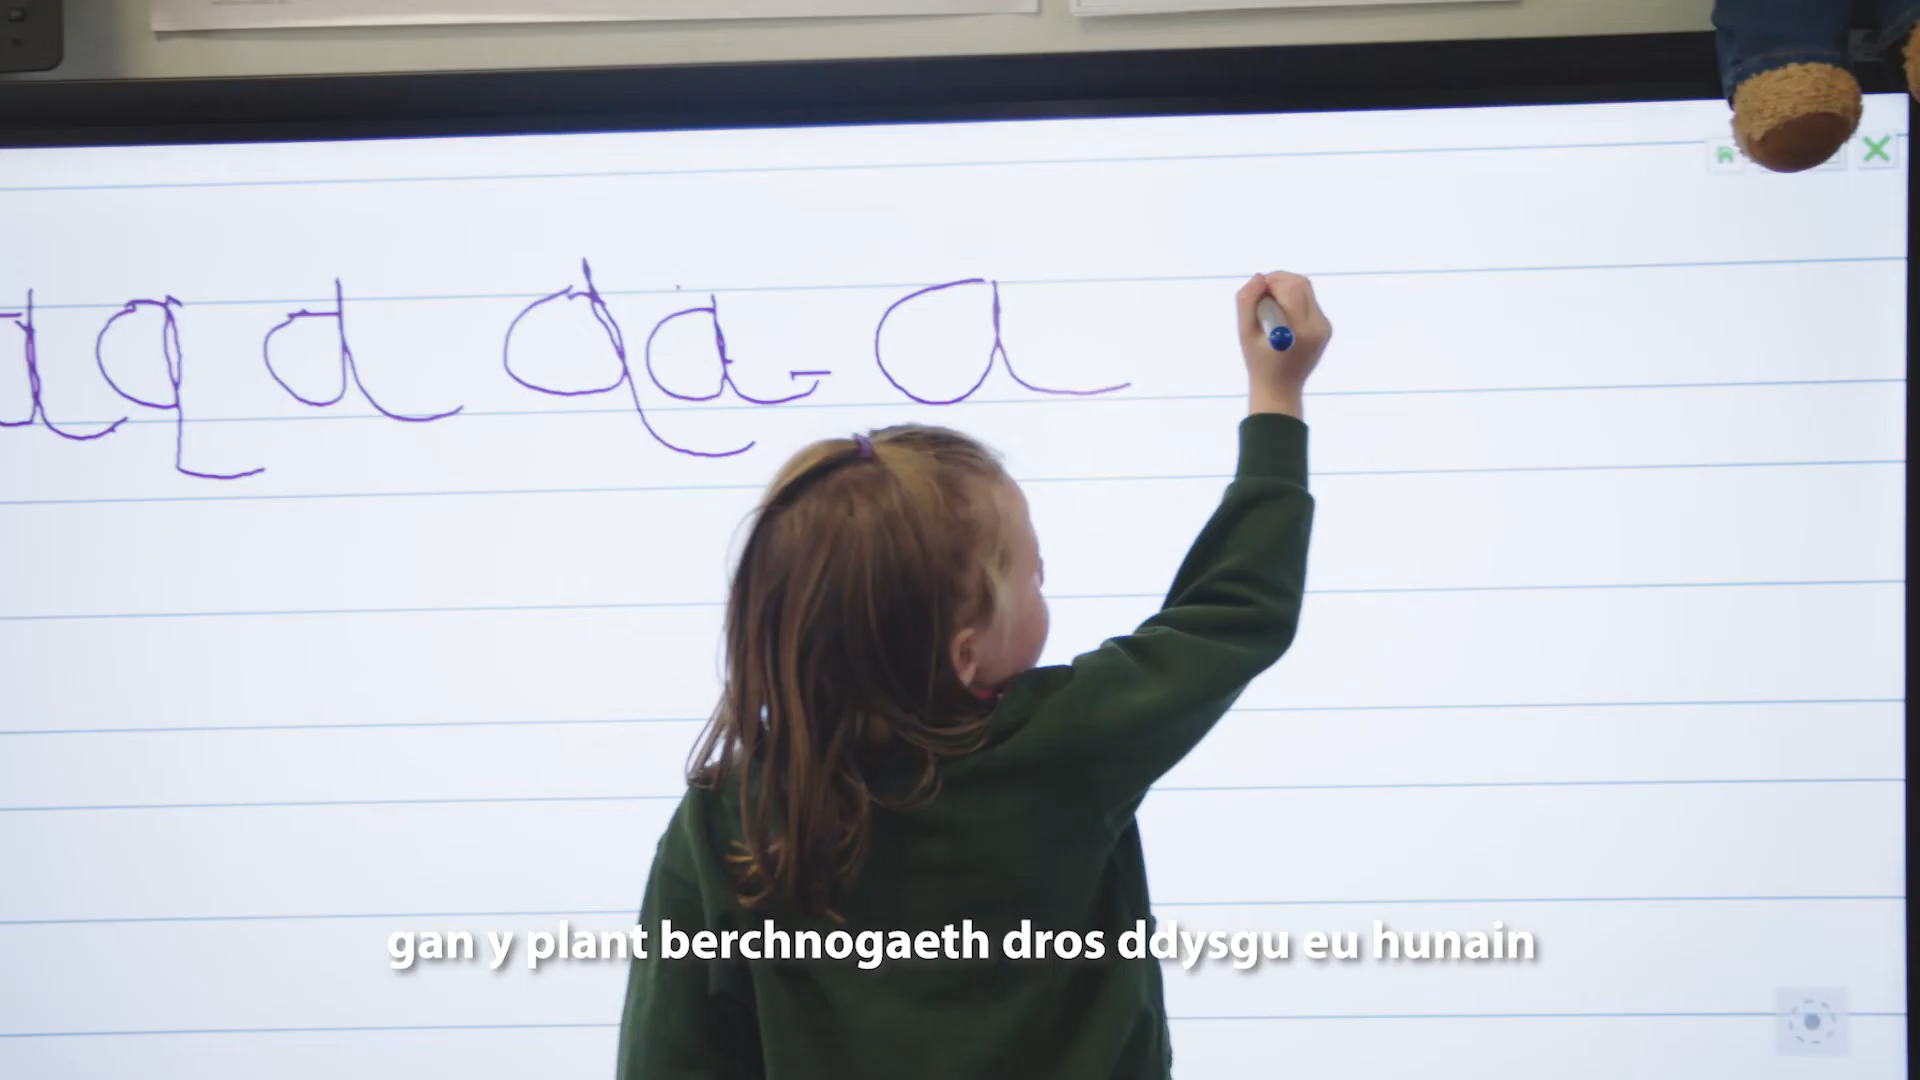 a q a a a a
gan y plant berchnogaeth dros ddysgu eu hunain